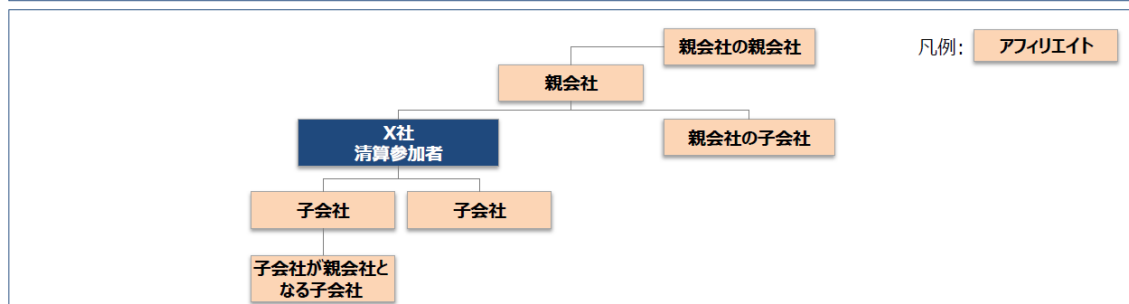 親会社の親会社
凡例:
アフィリエイト
親会社
X社
清算参加者
親会社の子会社
子会社
子会社
子会社が親会社と
なる子会社